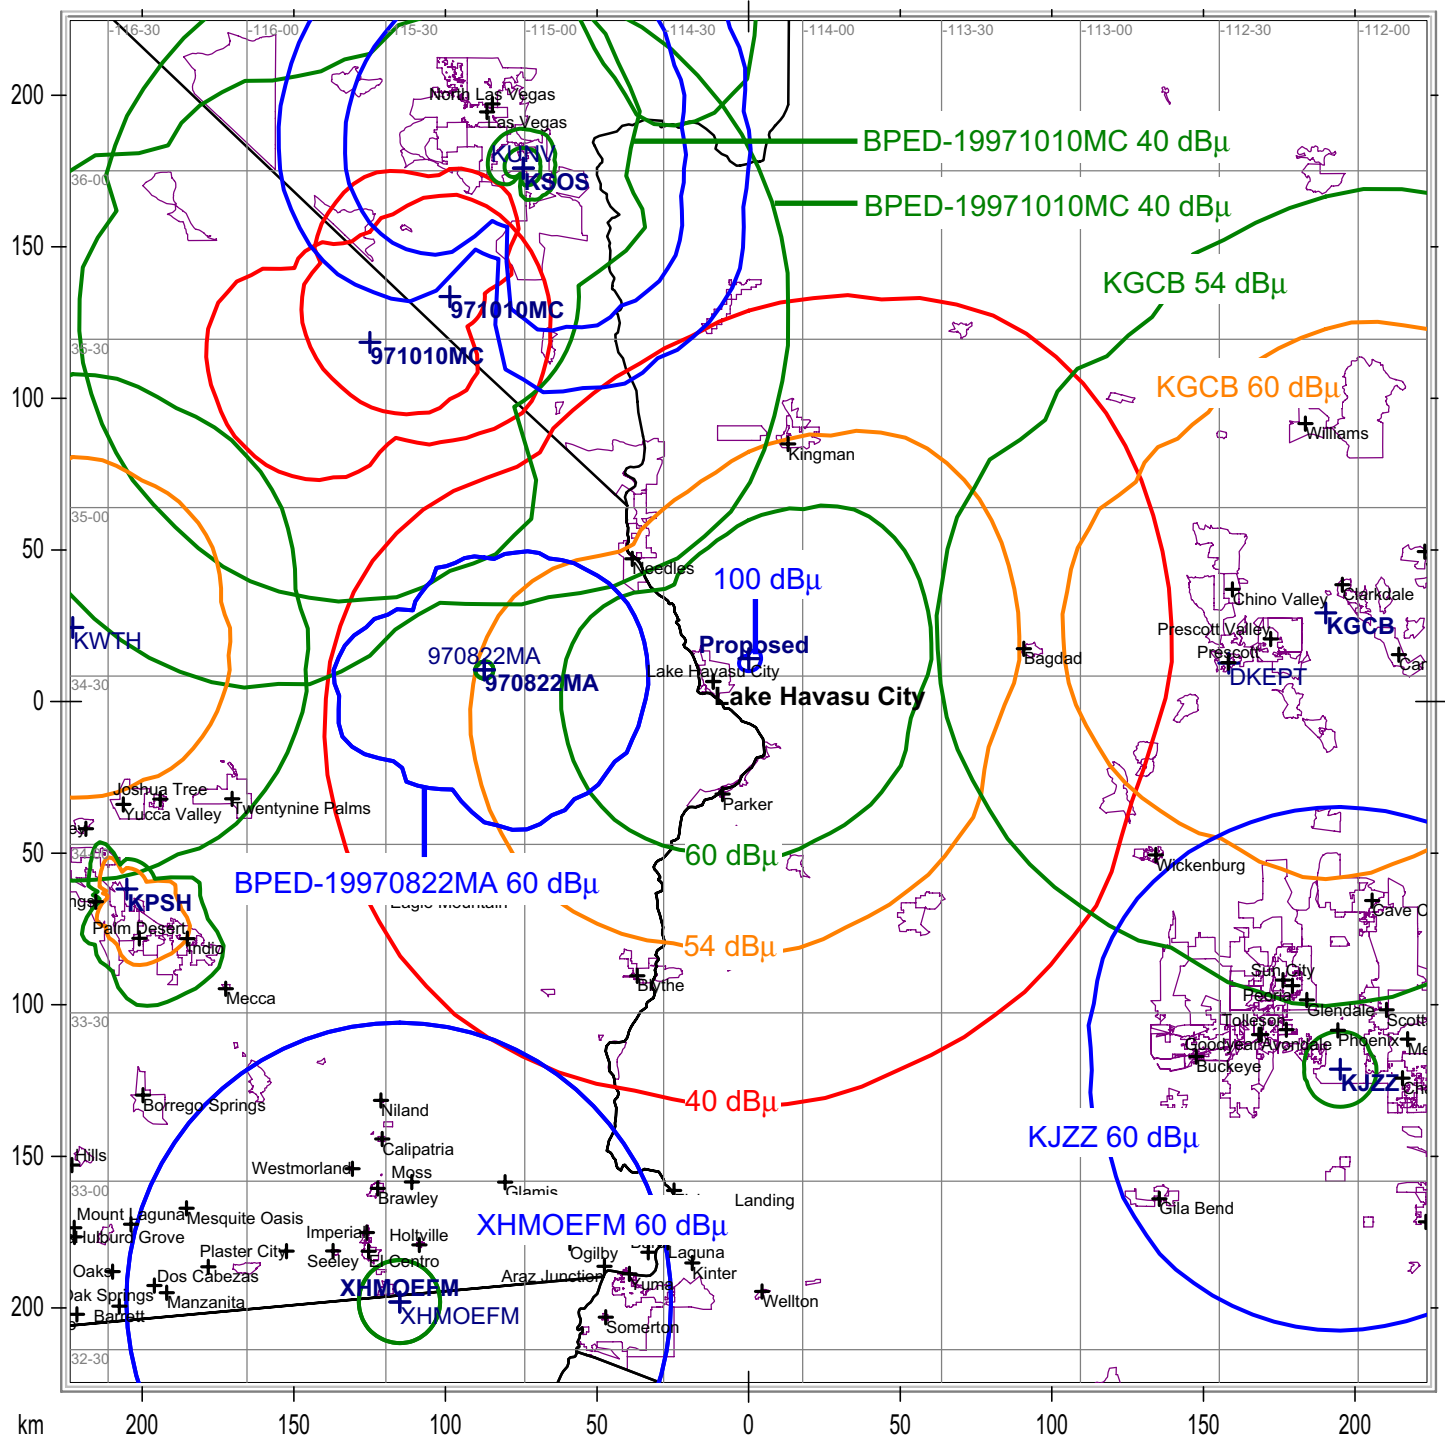 -116-30
-116-00
-115-30
-115-00
-114-30
-114-00
-113-30
-113-00
-112-30
-112-00
200
North Las Vegas
Las Vegas
KUNV
KSOS
BPED-19971010MC 40 dBµ
36-00
BPED-19971010MC 40 dBµ
150
KGCB 54 dBµ
971010MC
971010MC
35-30
KGCB 60 dBµ
100
Williams
Kingman
35-00
50
Needles
100 dBµ
Chino Valley
Clarkdale
KGCB
Prescott Valley
Prescott
DKEPT
KWTH
970822MA
970822MA
Proposed
Lake Havasu City
Lake Havasu City
Bagdad
34-30
0
Joshua Tree
Yucca Valley
Twentynine Palms
Parker
50
60 dBµ
Wickenburg
BPED-19970822MA 60 dBµ
KPSH
Palm Desert
Indio
54 dBµ
Sun City
Peoria
Glendale
Mecca
Blythe
100
33-30
Tolleson
Goodyear
Avondale
Phoenix
Buckeye
KJZZ
40 dBµ
Borrego Springs
Niland
KJZZ 60 dBµ
Calipatria
150
Hills
Westmorland
Moss
Brawley
Glamis
33-00
Landing
Gila Bend
Mount Laguna
Mesquite Oasis
XHMOEFM 60 dBµ
Hulburd Grove
Imperial
Holtville
Plaster City
Seeley
El Centro
Ogilby
Laguna
Oaks
Dos Cabezas
Araz Junction
Yuma
Kinter
Oak Springs
Manzanita
XHMOEFM
Wellton
XHMOEFM
Barrett
200
Somerton
32-30
km
200
150
100
50
0
50
100
150
200